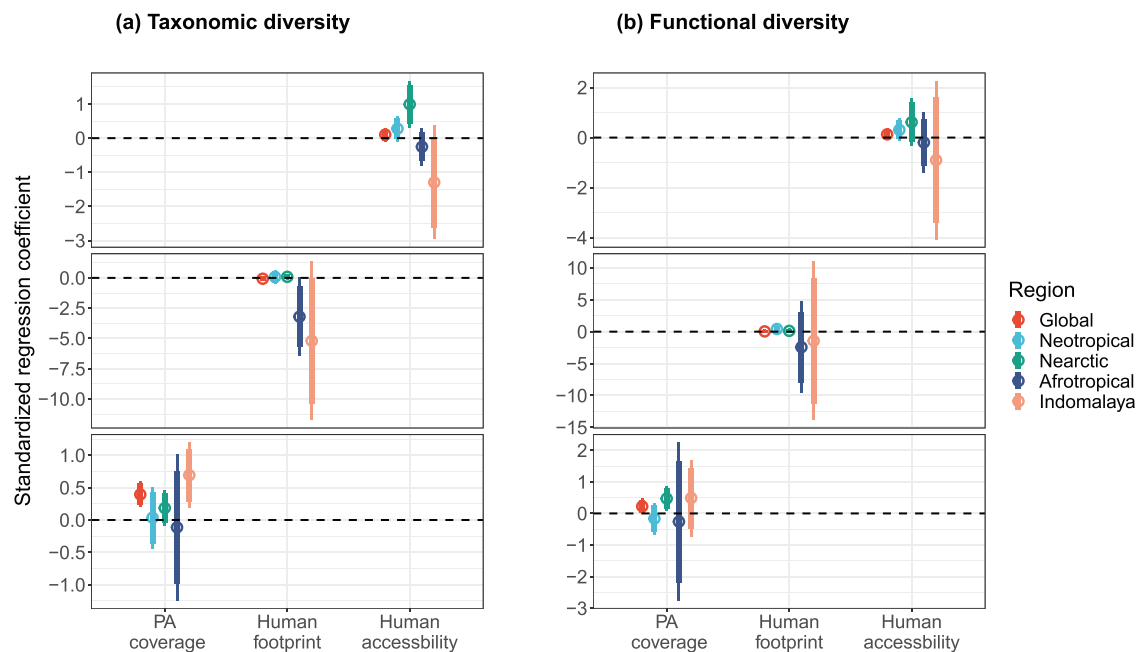 (a) Taxonomic diversity
(b) Functional diversity
Standardized regression coefficient
1
0
−1
−2
−3
0.0
−2.5
−5.0
−7.5
−10.0
1.0
0.5
0.0
−0.5
−1.0
PA coverage
Human footprint
Human accessbility
2
0
−2
−4
10
5
0
−5
−10
−15
2
1
0
−1
−2
−3
PA coverage
Human footprint
Human accessbility
Region
Global
Neotropical
Nearctic
Afrotropical
Indomalaya